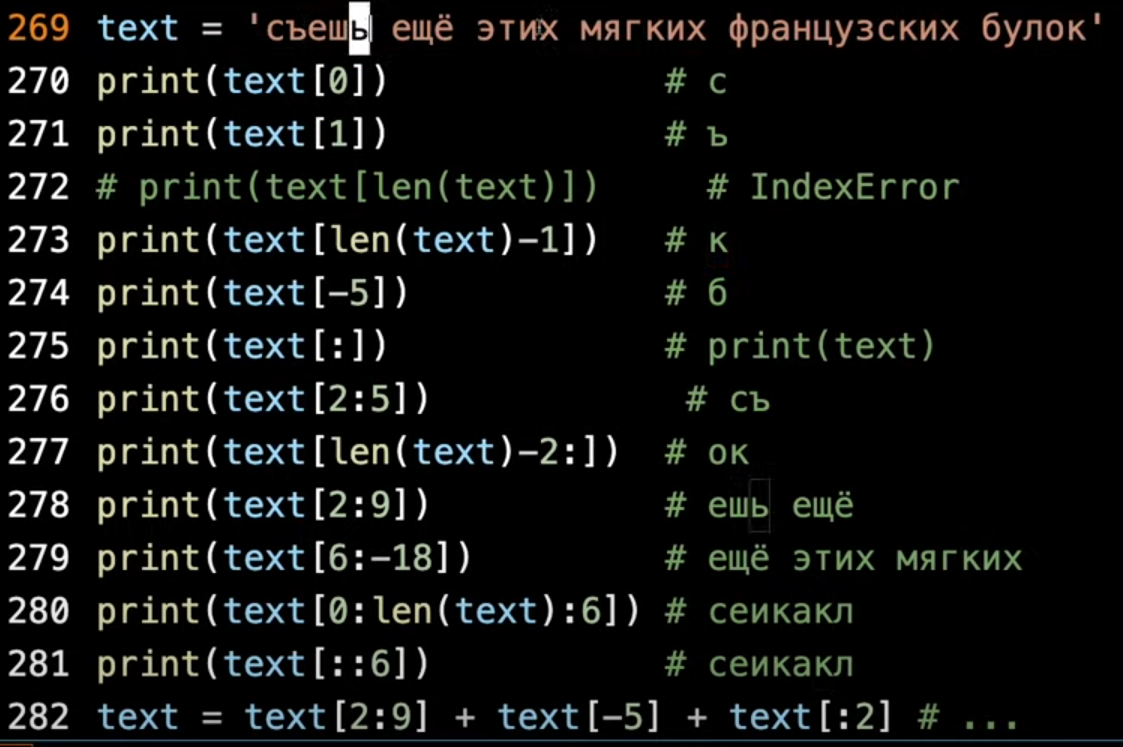 269 text = 'съешь ещё этих мягких французских булок'
270 print(text[0])             # с
271 print(text[1])             # ъ
272 # print(text[len(text)])     # IndexError
273 print(text[len(text)-1])   # к
274 print(text[-5])            # б
275 print(text[:])             # print(text)
276 print(text[2:5])            # съ
277 print(text[len(text)-2:])  # ок
278 print(text[2:9])           # ешь ещё
279 print(text[6:-18])         # ещё этих мягких
280 print(text[0:len(text):6]) # сеикакл
281 print(text[::6])           # сеикакл
282 text = text[2:9] + text[-5] + text[:2] # ...